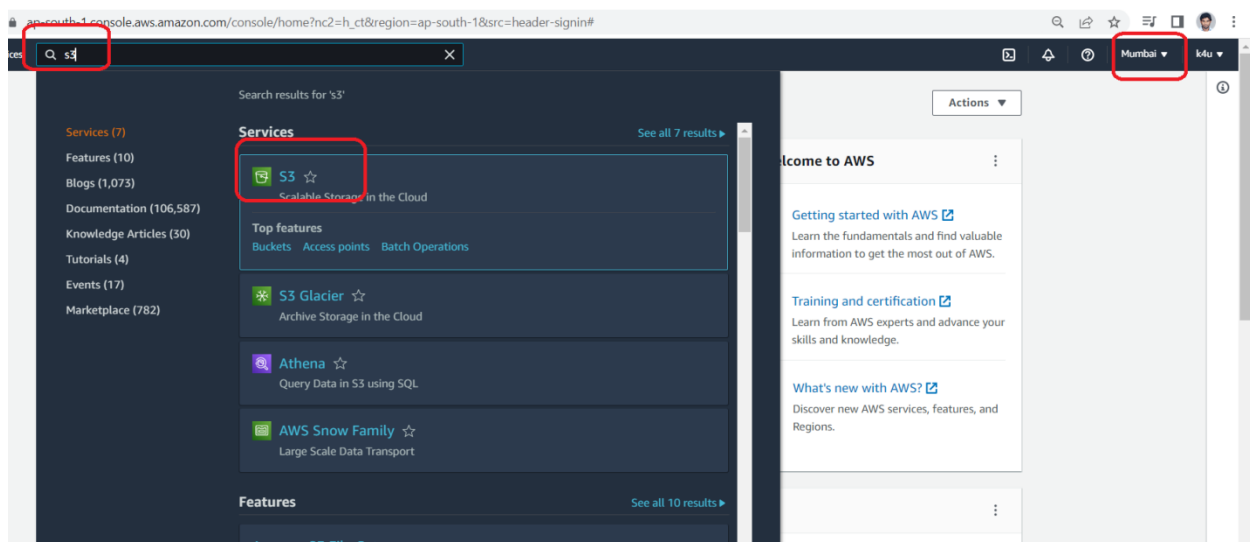 ap-south-1.console.aws.amazon.com/console/home?nc2=h_ct&region=ap-south-1&src=header-signin#
s3
Mumbai
k4u
Search results for 's3'
Actions
Services (7)
Features (10)
Blogs (1,073)
Documentation (106,587)
Knowledge Articles (30)
Tutorials (4)
Events (17)
Marketplace (782)
Services
See all 7 results
S3
Scalable Storage in the Cloud
Top features
Buckets Access points Batch Operations
S3 Glacier
Archive Storage in the Cloud
Athena
Query Data in S3 using SQL
AWS Snow Family
Large Scale Data Transport
Features
See all 10 results
lcome to AWS
Getting started with AWS
Learn the fundamentals and find valuable
information to get the most out of AWS.
Training and certification
Learn from AWS experts and advance your
skills and knowledge.
What's new with AWS?
Discover new AWS services, features, and
Regions.